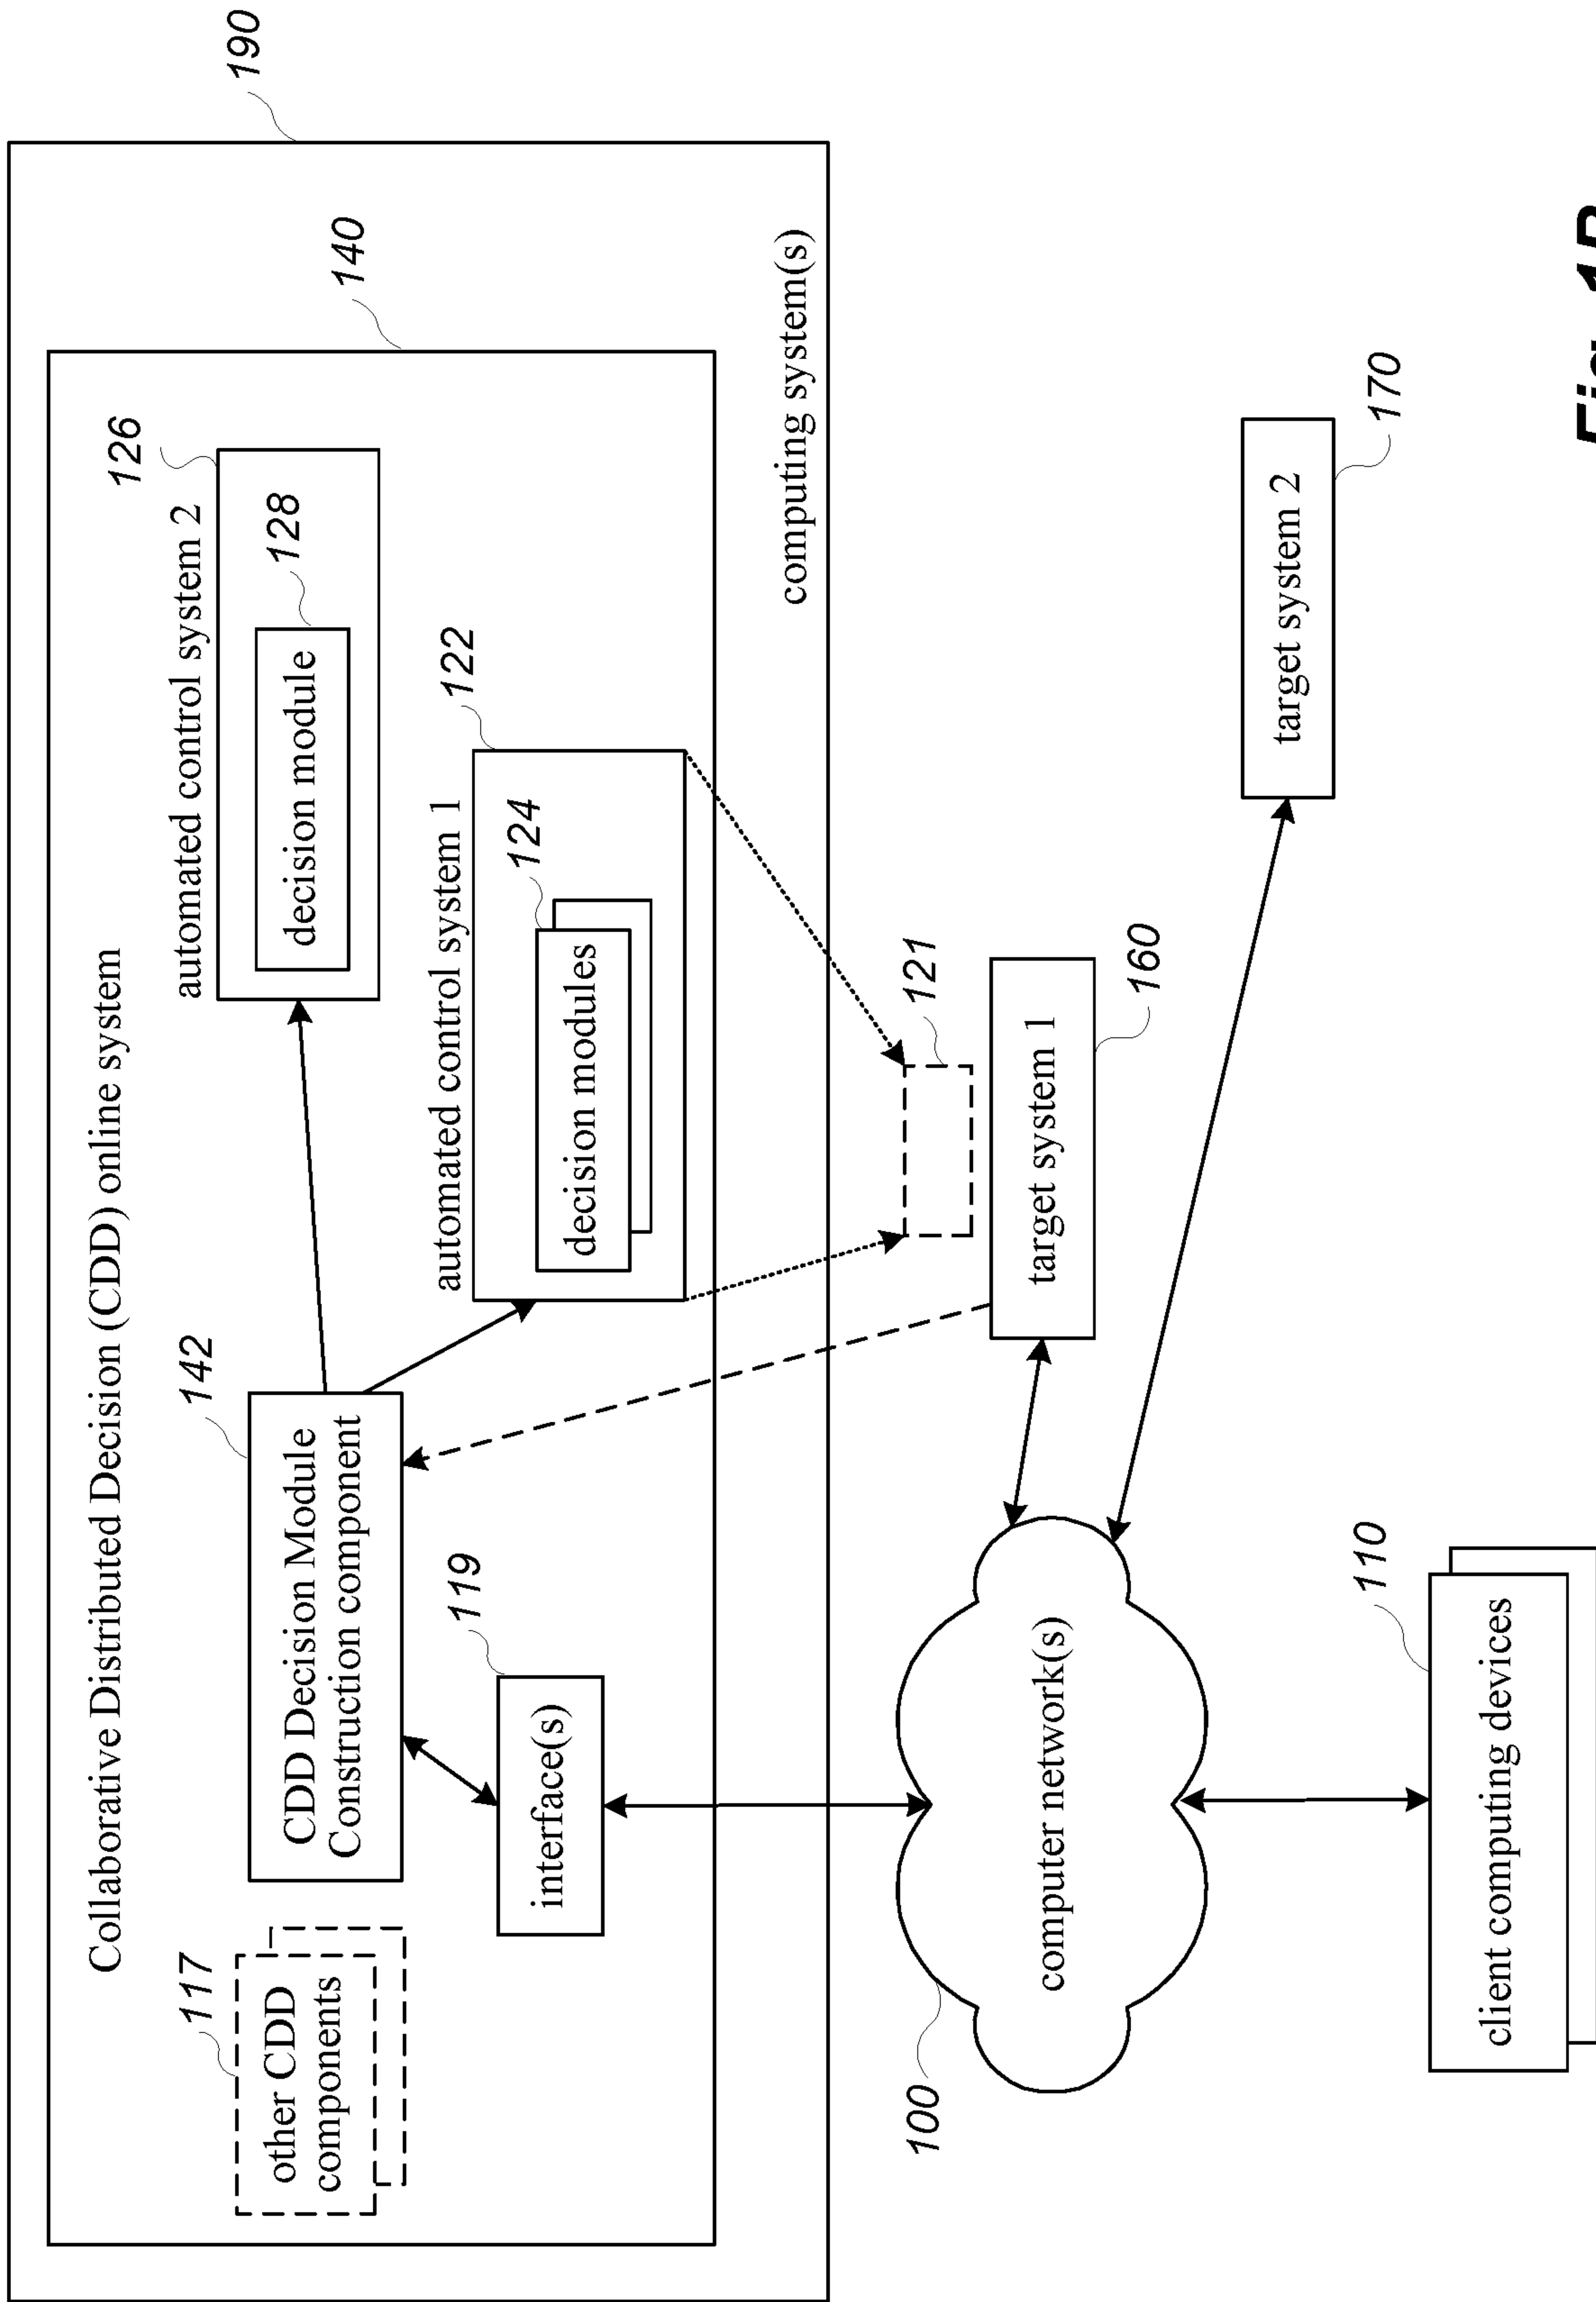 190
140
Collaborative Distributed Decision (CDD) online system
126
automated control system 2
128
decision module
142
CDD Decision Module
Construction component
117
other CDD
components
122
automated control system 1
124
decision modules
119
interface(s)
computing system(s)
121
100
computer network(s)
target system 1
160
target system 2
170
110
client computing devices
Fig. 1B